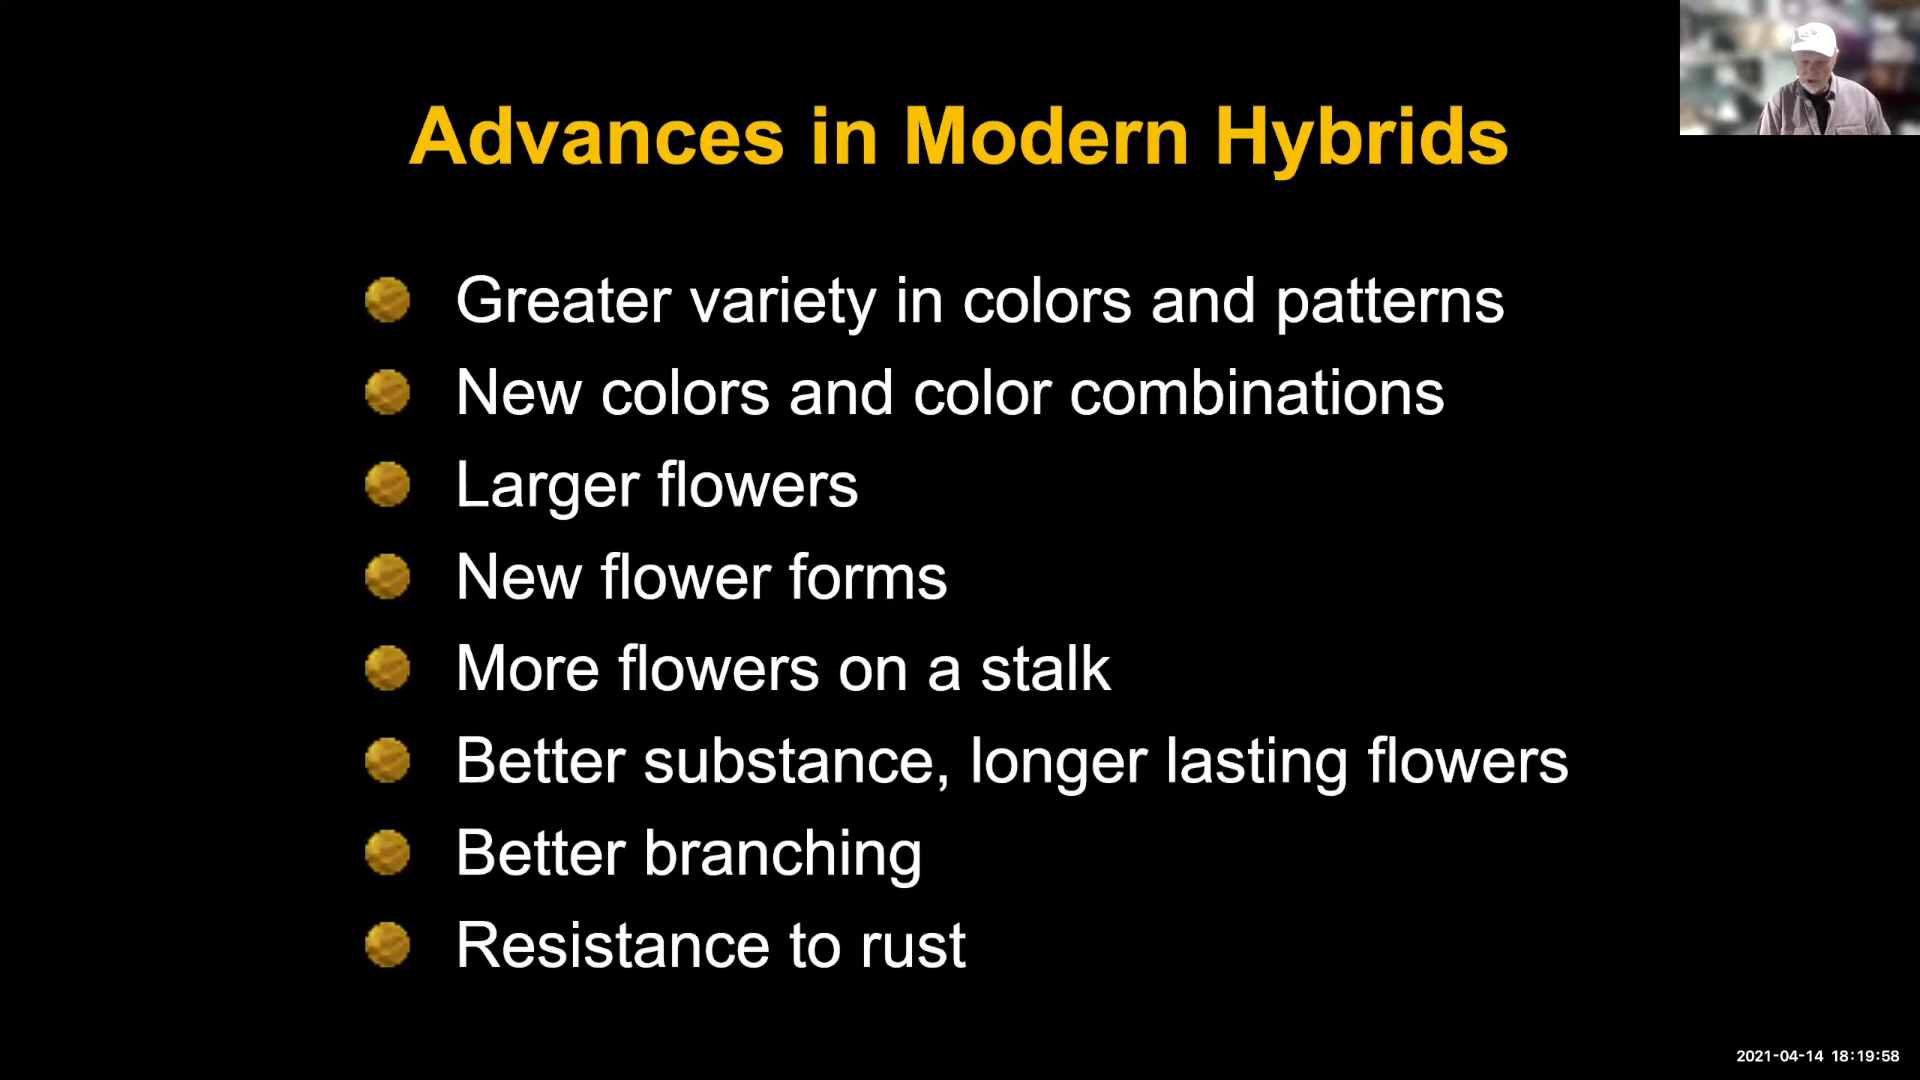 Advances in Modern Hybrids
Greater variety in colors and patterns
New colors and color combinations
Larger flowers
New flower forms
More flowers on a stalk
Better substance, longer lasting flowers
Better branching
Resistance to rust
2021-04-14 18:19:58